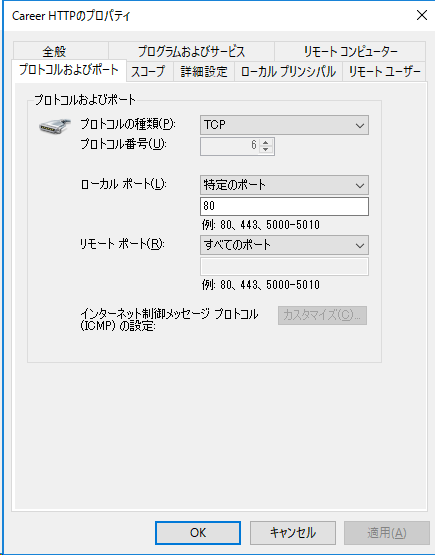 Career HTTPのプロパティ
全般
プログラムおよびサービス
リモート コンピューター
プロトコルおよびポート
スコープ
詳細設定
ローカル プリンシパル
リモート ユーザー
プロトコルおよびポート
プロトコルの種類(P):
TCP
プロトコル番号(U):
6
ローカル ポート(L):
特定のポート
80
例: 80、443、5000-5010
リモート ポート(R):
すべてのポート
例: 80、443、5000-5010
インターネット制御メッセージ プロトコル
(ICMP) の設定:
カスタマイズ(C)...
OK
キャンセル
適用(A)